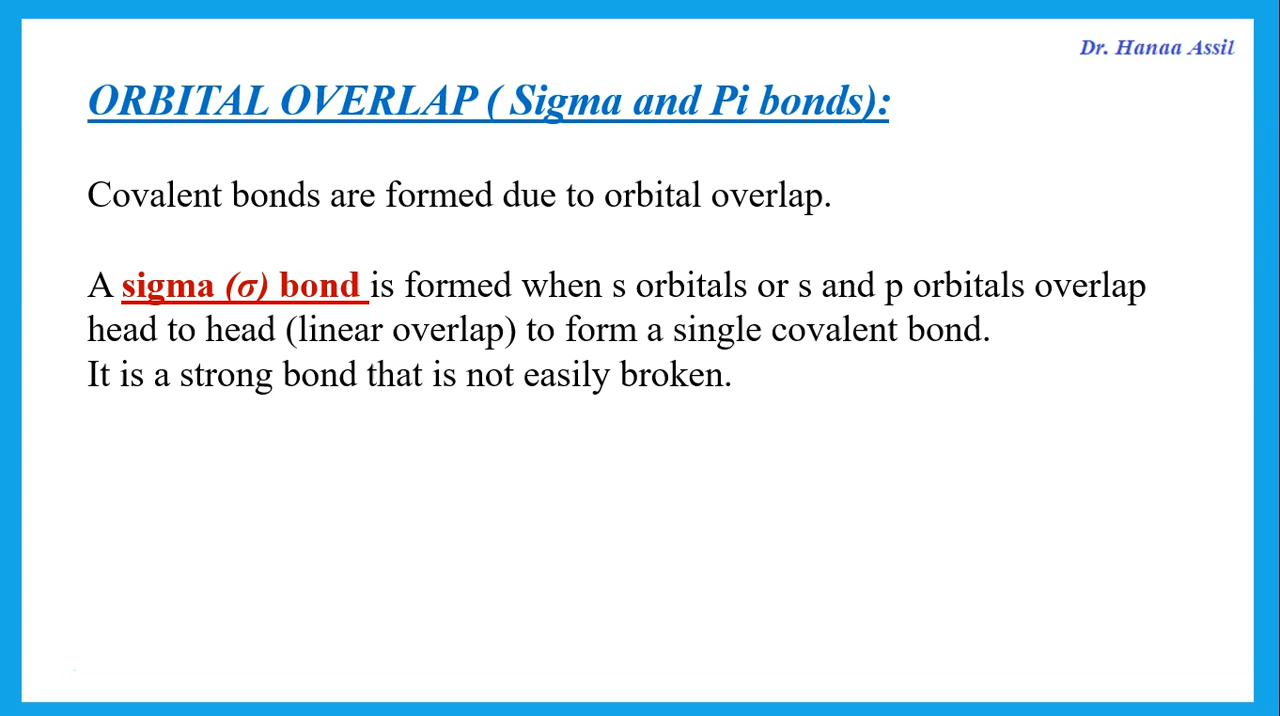 Dr. Hanaa Assil
ORBITAL OVERLAP ( Sigma and Pi bonds):
Covalent bonds are formed due to orbital overlap.
A sigma (σ) bond is formed when s orbitals or s and p orbitals overlap
head to head (linear overlap) to form a single covalent bond.
It is a strong bond that is not easily broken.